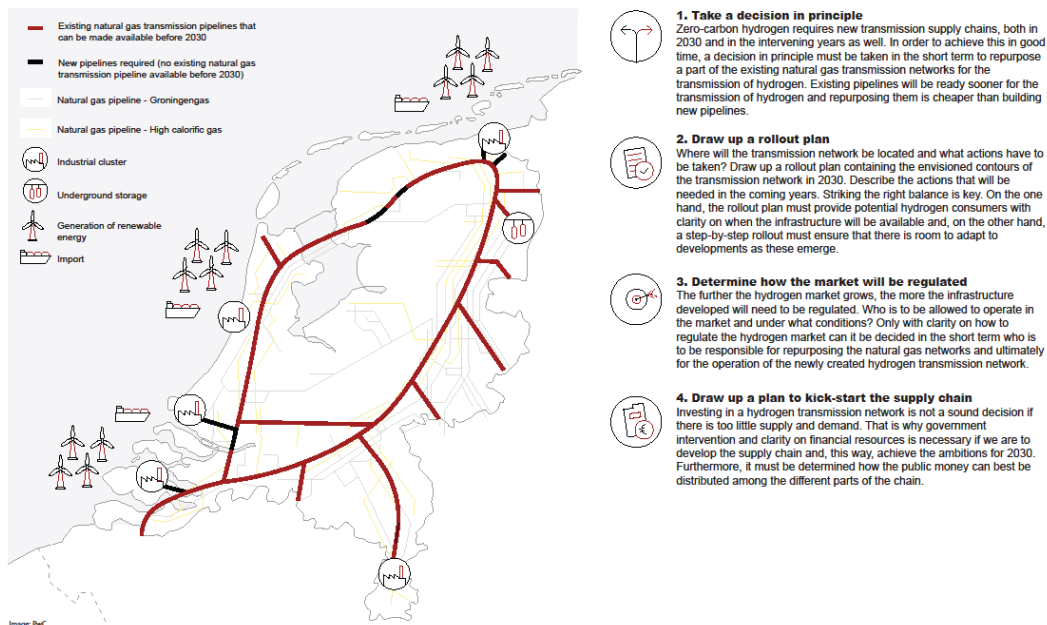 Existing natural gas transmission pipelines that
can be made available before 2030
New pipelines required (no existing natural gas
transmission pipeline available before 2030)
Natural gas pipeline - Groningengas
Natural gas pipeline - High calorific gas
Industrial cluster
Underground storage
Generation of renewable
energy
Import
Image: PwC
1. Take a decision in principle
Zero-carbon hydrogen requires new transmission supply chains, both in
2030 and in the intervening years as well. In order to achieve this in good
time, a decision in principle must be taken in the short term to repurpose
a part of the existing natural gas transmission networks for the
transmission of hydrogen. Existing pipelines will be ready sooner for the
transmission of hydrogen and repurposing them is cheaper than building
new pipelines.
2. Draw up a rollout plan
Where will the transmission network be located and what actions have to
be taken? Draw up a rollout plan containing the envisioned contours of
the transmission network in 2030. Describe the actions that will be
needed in the coming years. Striking the right balance is key. On the one
hand, the rollout plan must provide potential hydrogen consumers with
clarity on when the infrastructure will be available and, on the other hand,
a step-by-step rollout must ensure that there is room to adapt to
developments as these emerge.
3. Determine how the market will be regulated
The further the hydrogen market grows, the more the infrastructure
developed will need to be regulated. Who is to be allowed to operate in
the market and under what conditions? Only with clarity on how to
regulate the hydrogen market can it be decided in the short term who is
to be responsible for repurposing the natural gas networks and ultimately
for the operation of the newly created hydrogen transmission network.
4. Draw up a plan to kick-start the supply chain
Investing in a hydrogen transmission network is not a sound decision if
there is too little supply and demand. That is why government
intervention and clarity on financial resources is necessary if we are to
develop the supply chain and, this way, achieve the ambitions for 2030.
Furthermore, it must be determined how the public money can best be
distributed among the different parts of the chain.